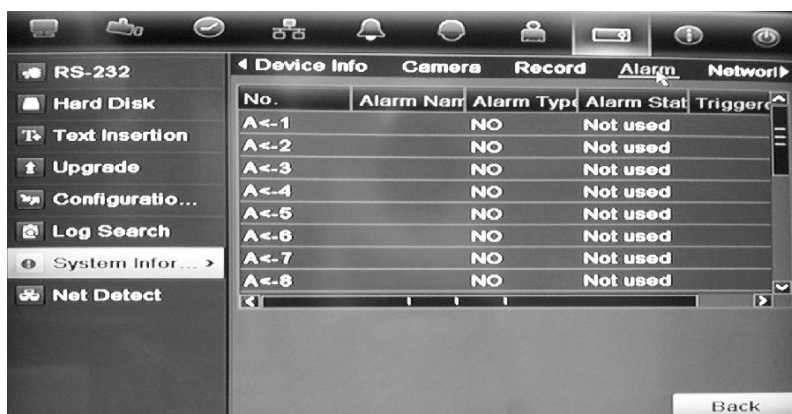 RS-232
Hard Disk
Text Insertion
Upgrade
Configuratio...
Log Search
System Infor... >
Net Detect
Device Info Camera Record Alarm Networ
No. Alarm Nam Alarm Type Alarm Stat Triggere
A<-1 NO Not used
A<-2 NO Not used
A<-3 NO Not used
A<-4 NO Not used
A<-5 NO Not used
A<-6 NO Not used
A<-7 NO Not used
A<-8 NO Not used
Back